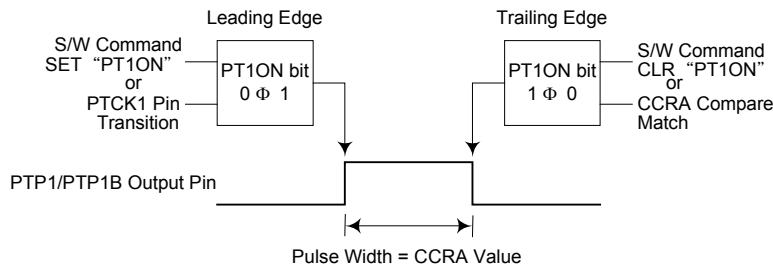 Leading Edge
Trailing Edge
S/W Command
SET “PT1ON”
or
PTCK1 Pin
Transition
PT1ON bit
0 Φ 1
PT1ON bit
1 Φ 0
S/W Command
CLR “PT1ON”
or
CCRA Compare
Match
PTP1/PTP1B Output Pin
Pulse Width = CCRA Value